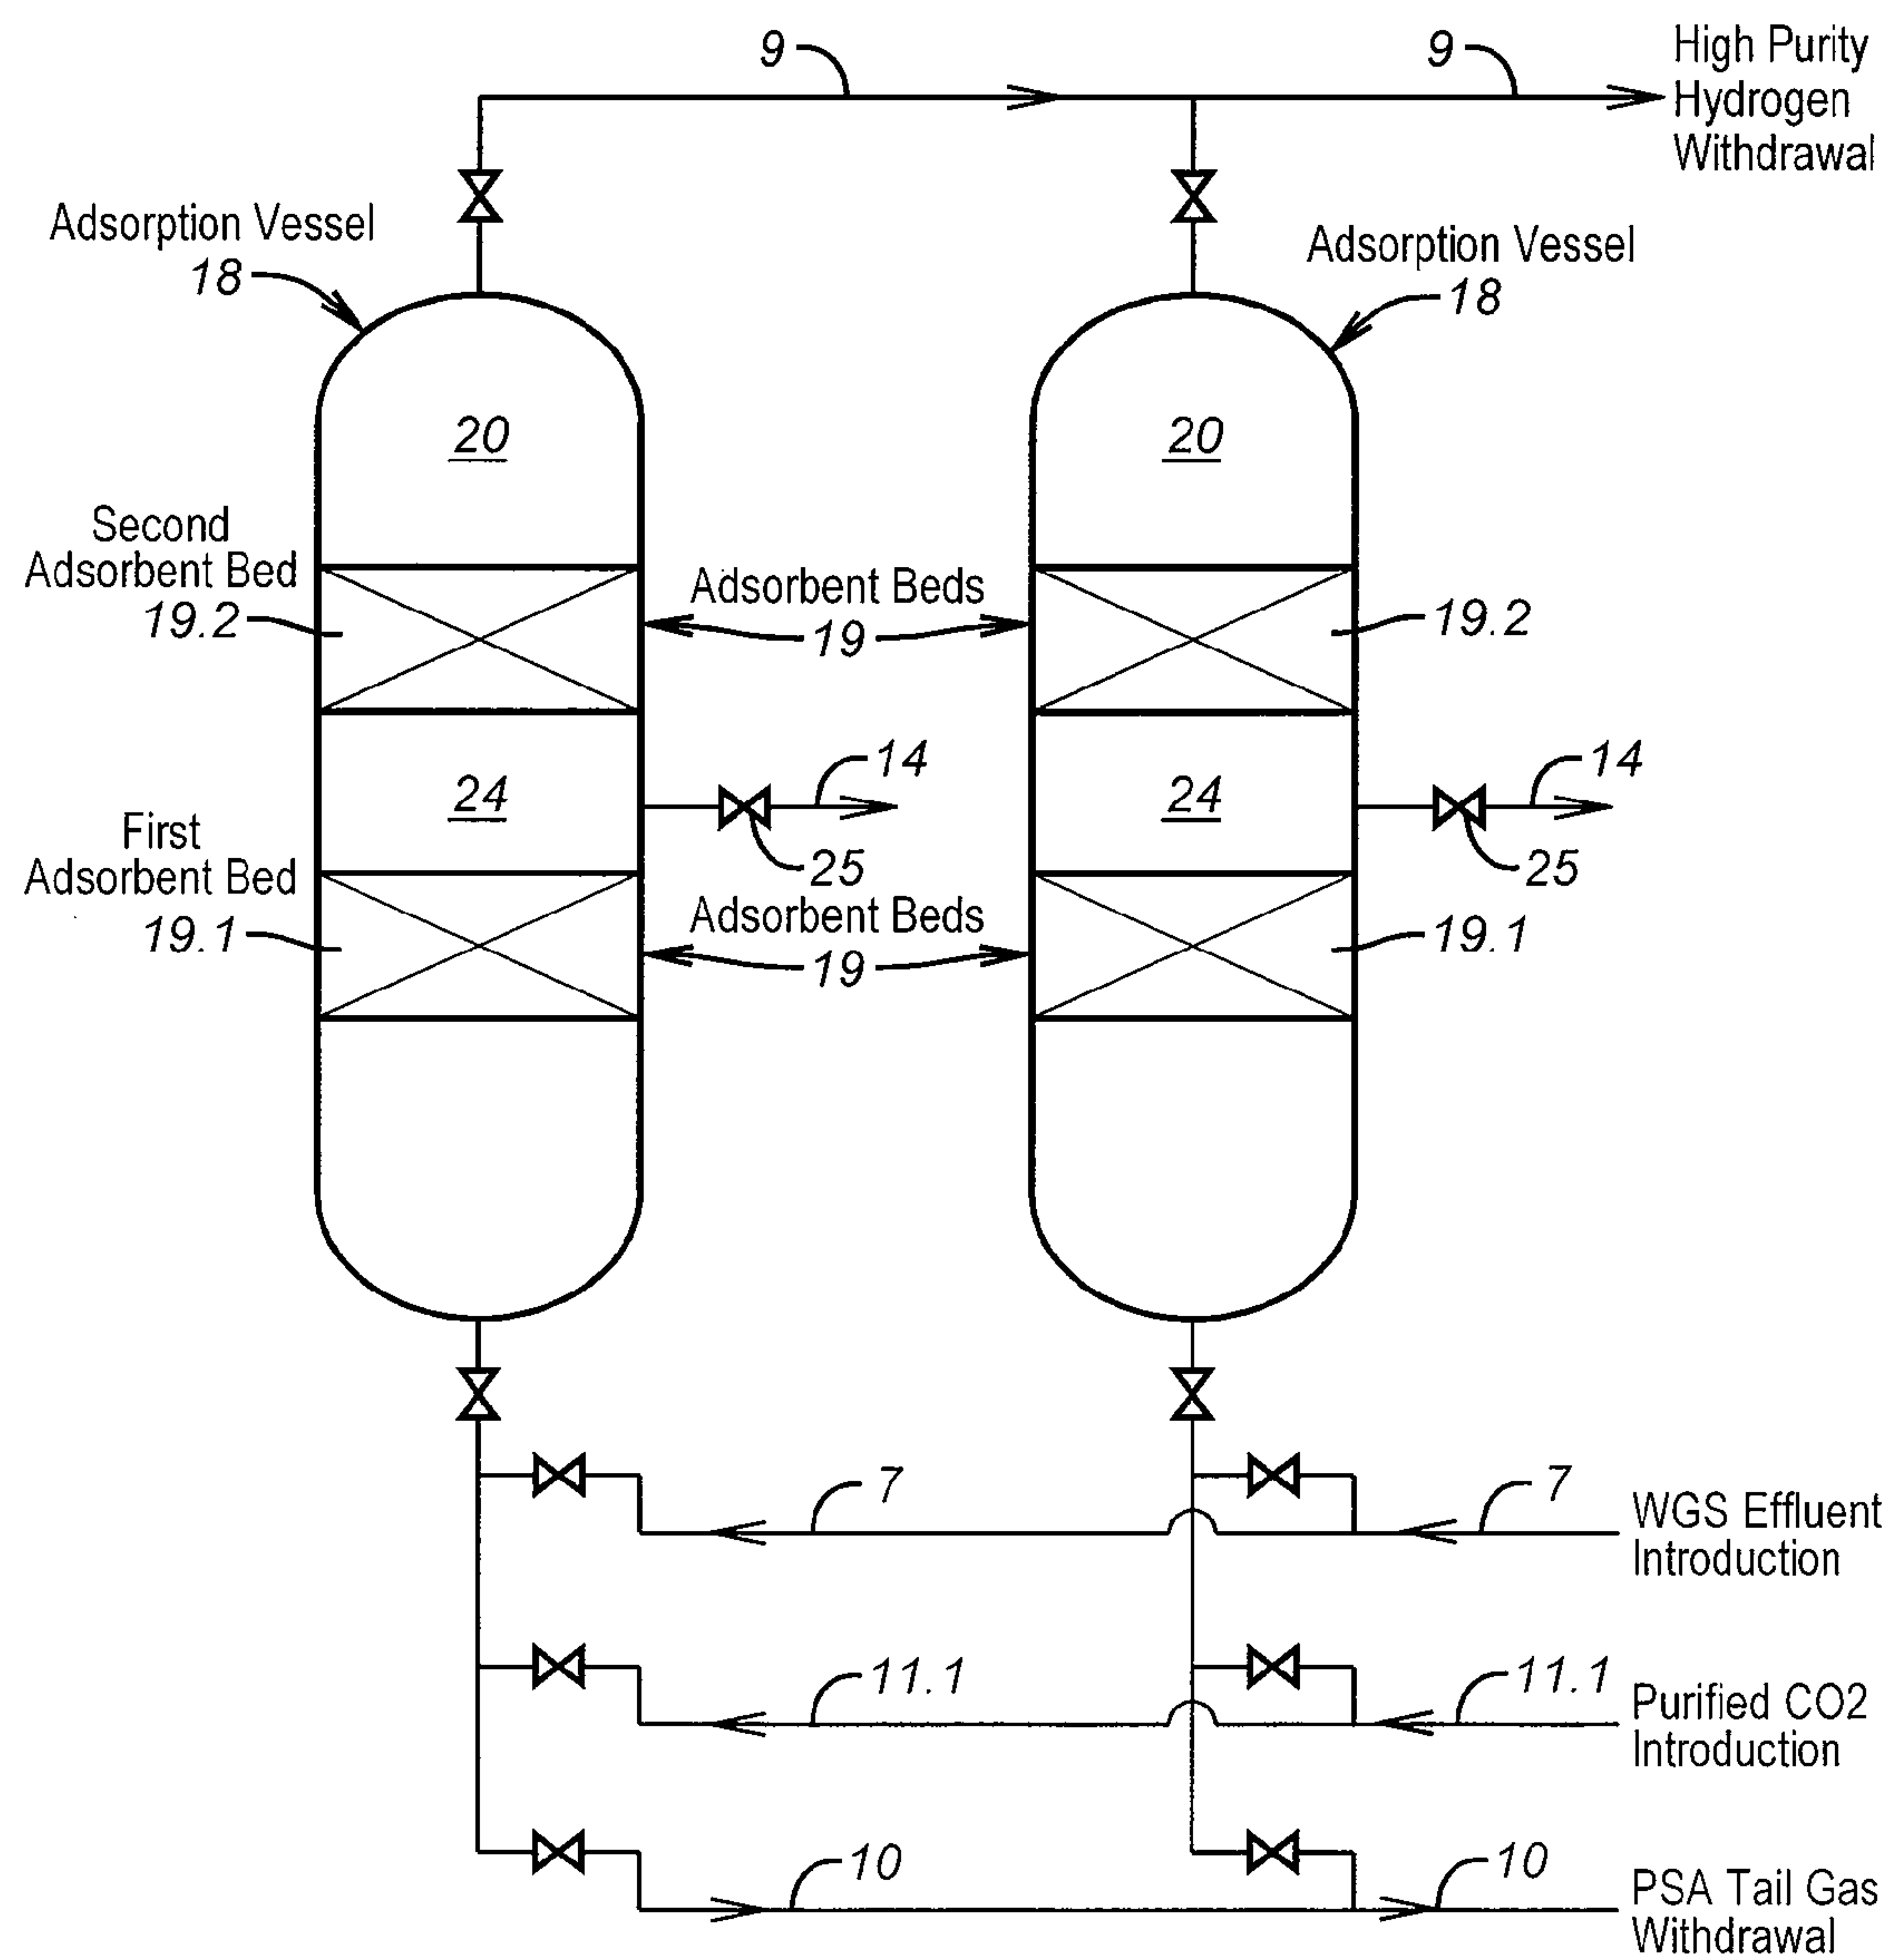 9
9
High Purity
Hydrogen
Withdrawal
Adsorption Vessel
18
Adsorption Vessel
18
20
20
Second
Adsorbent Bed
19.2
Adsorbent Beds
19
19.2
24
14
25
24
14
25
First
Adsorbent Bed
19.1
Adsorbent Beds
19
19.1
7
7
WGS Effluent
Introduction
11.1
11.1
Purified CO2
Introduction
10
10
PSA Tail Gas
Withdrawal